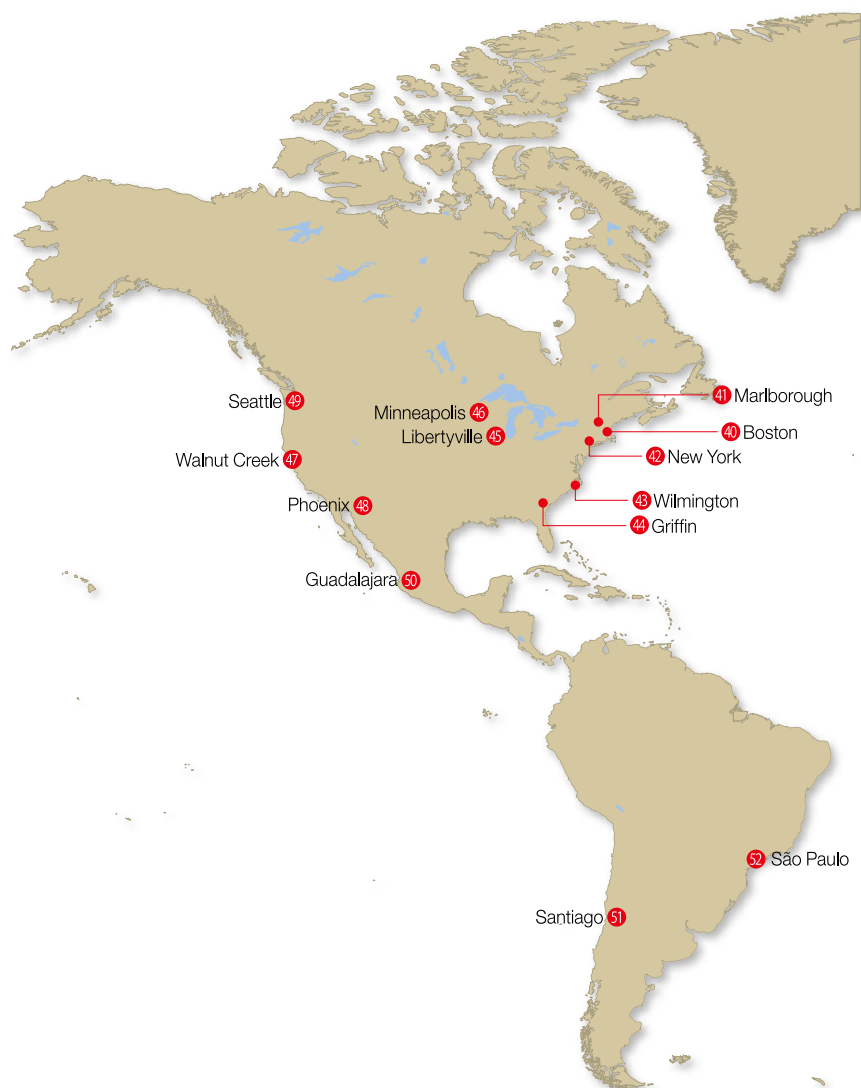 41 Marlborough
Seattle 49
Minneapolis 46
40 Boston
Libertyville 45
42 New York
Walnut Creek 47
43 Wilmington
Phoenix 48
44 Griffin
Guadalajara 50
52 São Paulo
Santiago 51